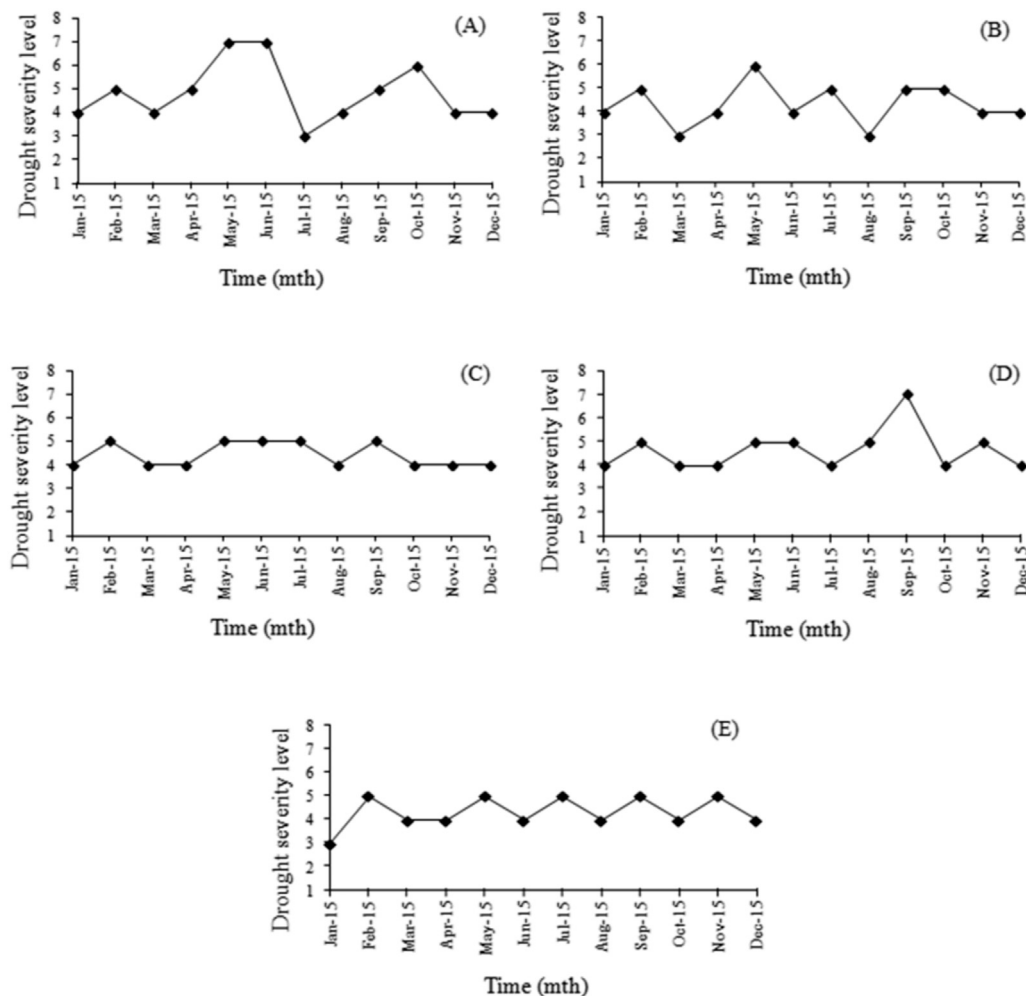 (A)
Drought severity level
8
7
6
5
4
3
2
1
Jan-15
Feb-15
Mar-15
Apr-15
May-15
Jun-15
Jul-15
Aug-15
Sep-15
Oct-15
Nov-15
Dec-15
Time (mth)
(B)
Drought severity level
8
7
6
5
4
3
2
1
Jan-15
Feb-15
Mar-15
Apr-15
May-15
Jun-15
Jul-15
Aug-15
Sep-15
Oct-15
Nov-15
Dec-15
Time (mth)
(C)
Drought severity level
8
7
6
5
4
3
2
1
Jan-15
Feb-15
Mar-15
Apr-15
May-15
Jun-15
Jul-15
Aug-15
Sep-15
Oct-15
Nov-15
Dec-15
Time (mth)
(D)
Drought severity level
8
7
6
5
4
3
2
1
Jan-15
Feb-15
Mar-15
Apr-15
May-15
Jun-15
Jul-15
Aug-15
Sep-15
Oct-15
Nov-15
Dec-15
Time (mth)
(E)
Drought severity level
8
7
6
5
4
3
2
1
Jan-15
Feb-15
Mar-15
Apr-15
May-15
Jun-15
Jul-15
Aug-15
Sep-15
Oct-15
Nov-15
Dec-15
Time (mth)